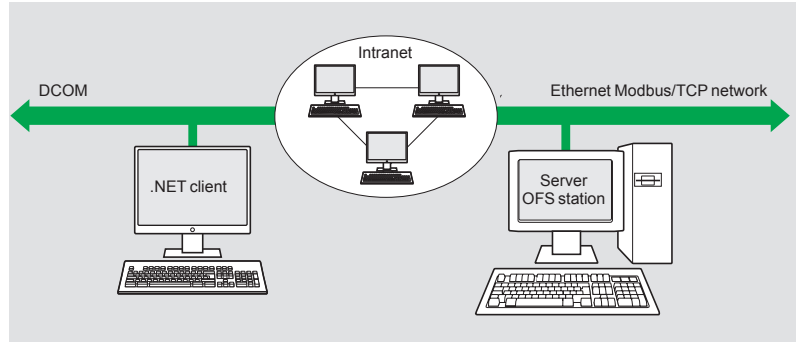 Intranet
DCOM
Ethernet Modbus/TCP network
.NET client
Server
OFS station